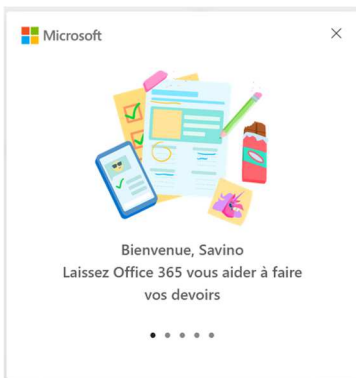 Microsoft
Bienvenue, Savino
Laissez Office 365 vous aider à faire
vos devoirs